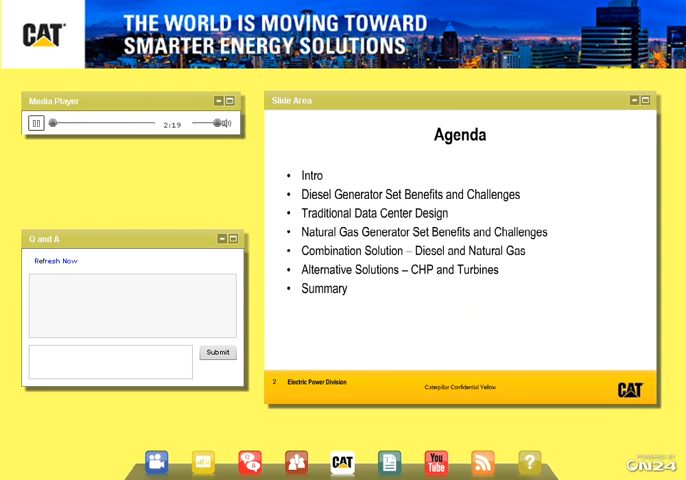 CAT
THE WORLD IS MOVING TOWARD
SMARTER ENERGY SOLUTIONS
Media Player
2:19
Slide Area
Agenda
• Intro
• Diesel Generator Set Benefits and Challenges
• Traditional Data Center Design
• Natural Gas Generator Set Benefits and Challenges
• Combination Solution – Diesel and Natural Gas
• Alternative Solutions – CHP and Turbines
• Summary
2 Electric Power Division
Caterpillar Confidential Yellow
CAT
Q and A
Refresh Now
Submit
Q A
CAT
You
Tube
?
POWERED BY
ON24